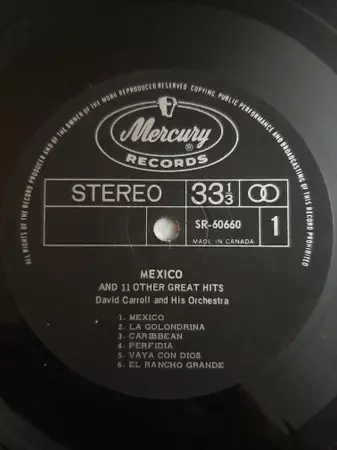 ALL RIGHTS OF THE RECORD PRODUCER AND OF THE OWNER OF THE WORK REPRODUCED RESERVED. COPYING, PUBLIC PERFORMANCE AND BROADCASTING OF THIS RECORD PROHIBITED
Mercury
®
RECORDS
STEREO
33⅓
SR-60660
MADE IN CANADA
1
MEXICO
AND 11 OTHER GREAT HITS
David Carroll and His Orchestra
1. MEXICO
2. LA GOLONDRINA
3. CARIBBEAN
4. PERFIDIA
5. VAYA CON DIOS
6. EL RANCHO GRANDE